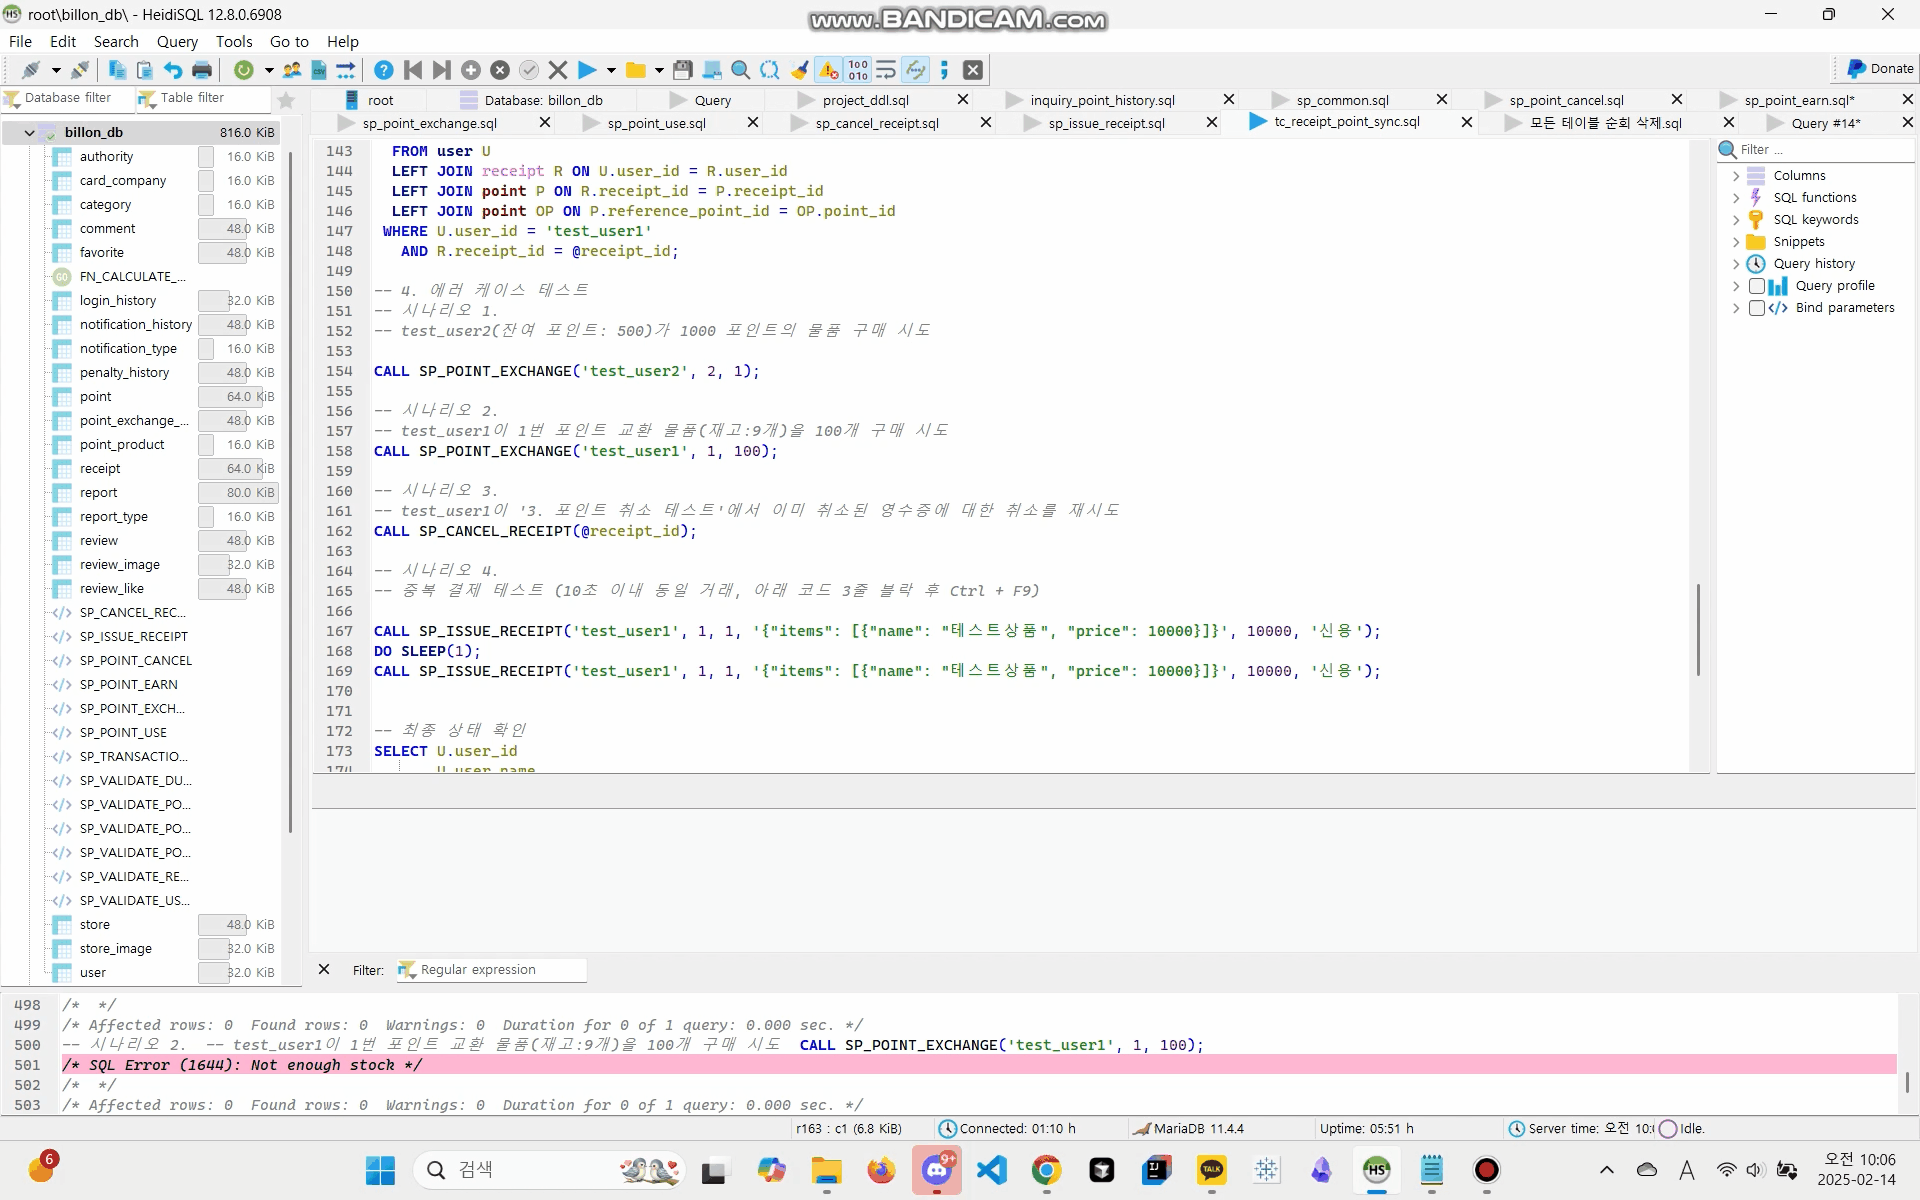 root\billon_db\ - HeidiSQL 12.8.0.6908
www.BANDICAM.com
File Edit Search Query Tools Go to Help
Donate
Database filter
Table filter
root
Database: billon_db
Query
project_ddl.sql
inquiry_point_history.sql
sp_common.sql
sp_point_cancel.sql
sp_point_earn.sql*
sp_point_exchange.sql
sp_point_use.sql
sp_cancel_receipt.sql
sp_issue_receipt.sql
tc_receipt_point_sync.sql
모든 테이블 순회 삭제.sql
Query #14*
billon_db 816.0 KiB
authority 16.0 KiB
card_company 16.0 KiB
category 16.0 KiB
comment 48.0 KiB
favorite 48.0 KiB
GO FN_CALCULATE_...
login_history 32.0 KiB
notification_history 48.0 KiB
notification_type 16.0 KiB
penalty_history 48.0 KiB
point 64.0 KiB
point_exchange_... 48.0 KiB
point_product 16.0 KiB
receipt 64.0 KiB
report 80.0 KiB
report_type 16.0 KiB
review 48.0 KiB
review_image 32.0 KiB
review_like 48.0 KiB
SP_CANCEL_REC...
SP_ISSUE_RECEIPT
SP_POINT_CANCEL
SP_POINT_EARN
SP_POINT_EXCH...
SP_POINT_USE
SP_TRANSACTIO...
SP_VALIDATE_DU...
SP_VALIDATE_PO...
SP_VALIDATE_PO...
SP_VALIDATE_PO...
SP_VALIDATE_RE...
SP_VALIDATE_US...
store 48.0 KiB
store_image 32.0 KiB
user 32.0 KiB
143 FROM user U
144 LEFT JOIN receipt R ON U.user_id = R.user_id
145 LEFT JOIN point P ON R.receipt_id = P.receipt_id
146 LEFT JOIN point OP ON P.reference_point_id = OP.point_id
147 WHERE U.user_id = 'test_user1'
148 AND R.receipt_id = @receipt_id;
149
150 -- 4. 에러 케이스 테스트
151 -- 시나리오 1.
152 -- test_user2(잔여 포인트: 500)가 1000 포인트의 물품 구매 시도
153
154 CALL SP_POINT_EXCHANGE('test_user2', 2, 1);
155
156 -- 시나리오 2.
157 -- test_user1이 1번 포인트 교환 물품(재고:9개)을 100개 구매 시도
158 CALL SP_POINT_EXCHANGE('test_user1', 1, 100);
159
160 -- 시나리오 3.
161 -- test_user1이 '3. 포인트 취소 테스트'에서 이미 취소된 영수증에 대한 취소를 재시도
162 CALL SP_CANCEL_RECEIPT(@receipt_id);
163
164 -- 시나리오 4.
165 -- 중복 결제 테스트 (10초 이내 동일 거래, 아래 코드 3줄 블락 후 Ctrl + F9)
166
167 CALL SP_ISSUE_RECEIPT('test_user1', 1, 1, '{"items": [{"name": "테스트상품", "price": 10000}]}', 10000, '신용');
168 DO SLEEP(1);
169 CALL SP_ISSUE_RECEIPT('test_user1', 1, 1, '{"items": [{"name": "테스트상품", "price": 10000}]}', 10000, '신용');
170
171
172 -- 최종 상태 확인
173 SELECT U.user_id
174 U.user_name
Filter ...
Columns
SQL functions
SQL keywords
Snippets
Query history
Query profile
Bind parameters
Filter: Regular expression
498 /* */
499 /* Affected rows: 0 Found rows: 0 Warnings: 0 Duration for 0 of 1 query: 0.000 sec. */
500 -- 시나리오 2. -- test_user1이 1번 포인트 교환 물품(재고:9개)을 100개 구매 시도 CALL SP_POINT_EXCHANGE('test_user1', 1, 100);
501 /* SQL Error (1644): Not enough stock */
502 /* */
503 /* Affected rows: 0 Found rows: 0 Warnings: 0 Duration for 0 of 1 query: 0.000 sec. */
r163 : c1 (6.8 KiB)
Connected: 01:10 h
MariaDB 11.4.4
Uptime: 05:51 h
Server time: 오전 10:
Idle.
6
검색
9+
IJ
TALK
HS
A
오전 10:06
2025-02-14